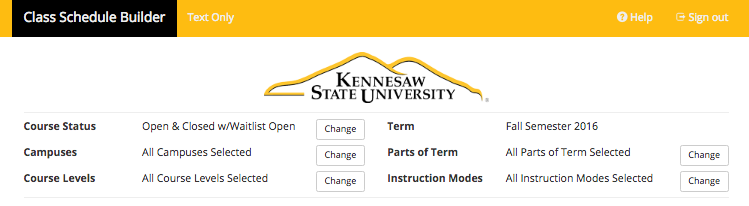 Class Schedule Builder Text Only Help Sign out
KENNESAW
STATE UNIVERSITY
Course Status Open & Closed w/Waitlist Open Change Term Fall Semester 2016
Campuses All Campuses Selected Change Parts of Term All Parts of Term Selected Change
Course Levels All Course Levels Selected Change Instruction Modes All Instruction Modes Selected Change